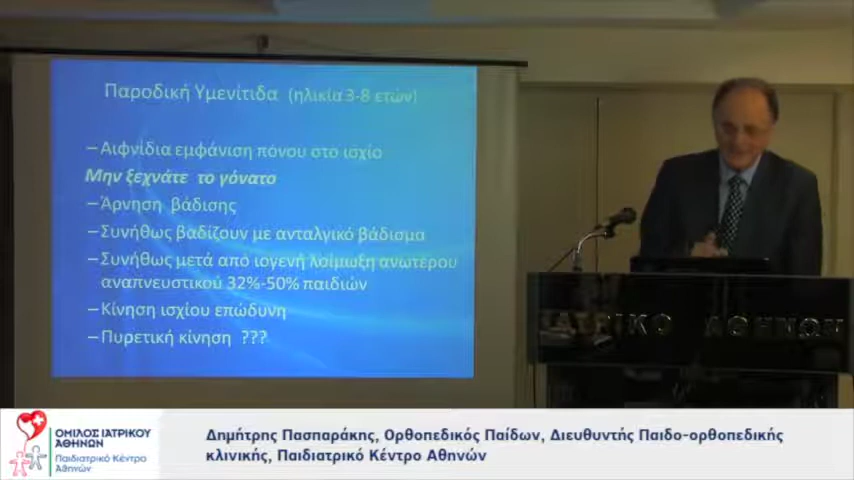 Παροδική Υμενίτιδα (ηλικία 3-8 ετών)
–Αιφνίδια εμφάνιση πόνου στο ισχίο
Μην ξεχνάτε το γόνατο
–Άρνηση βάδισης
–Συνήθως βαδίζουν με ανταλγικό βάδισμα
–Συνήθως μετά από ιογενή λοίμωξη ανωτέρου
αναπνευστικού 32%-50% παιδιών
–Κίνηση ισχίου επώδυνη
–Πυρετική κίνηση ???
ΙΑΤΡΙΚΟ ΑΘΗΝΩΝ
ΟΜΙΛΟΣ ΙΑΤΡΙΚΟΥ
ΑΘΗΝΩΝ
Παιδιατρικό Κέντρο
Αθηνών
Δημήτρης Πασπαράκης, Ορθοπεδικός Παίδων, Διευθυντής Παιδο-ορθοπεδικής
κλινικής, Παιδιατρικό Κέντρο Αθηνών